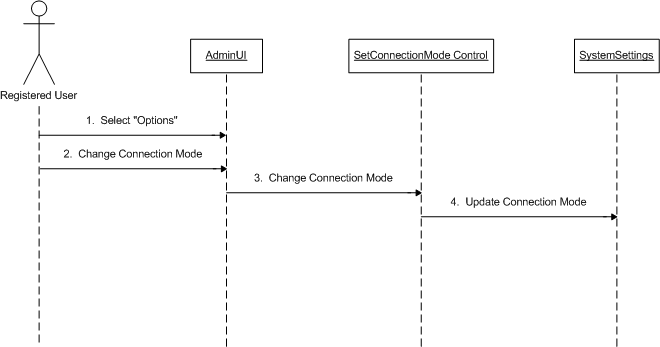 AdminUI
SetConnectionMode Control
SystemSettings
Registered User
1. Select "Options"
2. Change Connection Mode
3. Change Connection Mode
4. Update Connection Mode